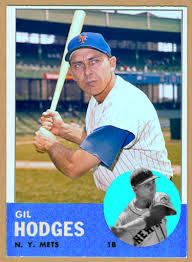 GIL
HODGES
N. Y. METS 1B